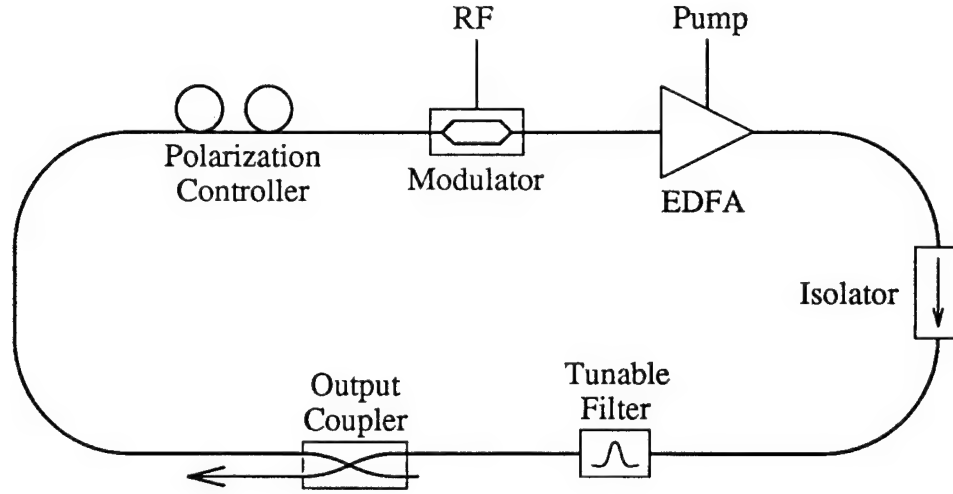 RF
Pump
Polarization
Controller
Modulator
EDFA
Isolator
Output
Coupler
Tunable
Filter